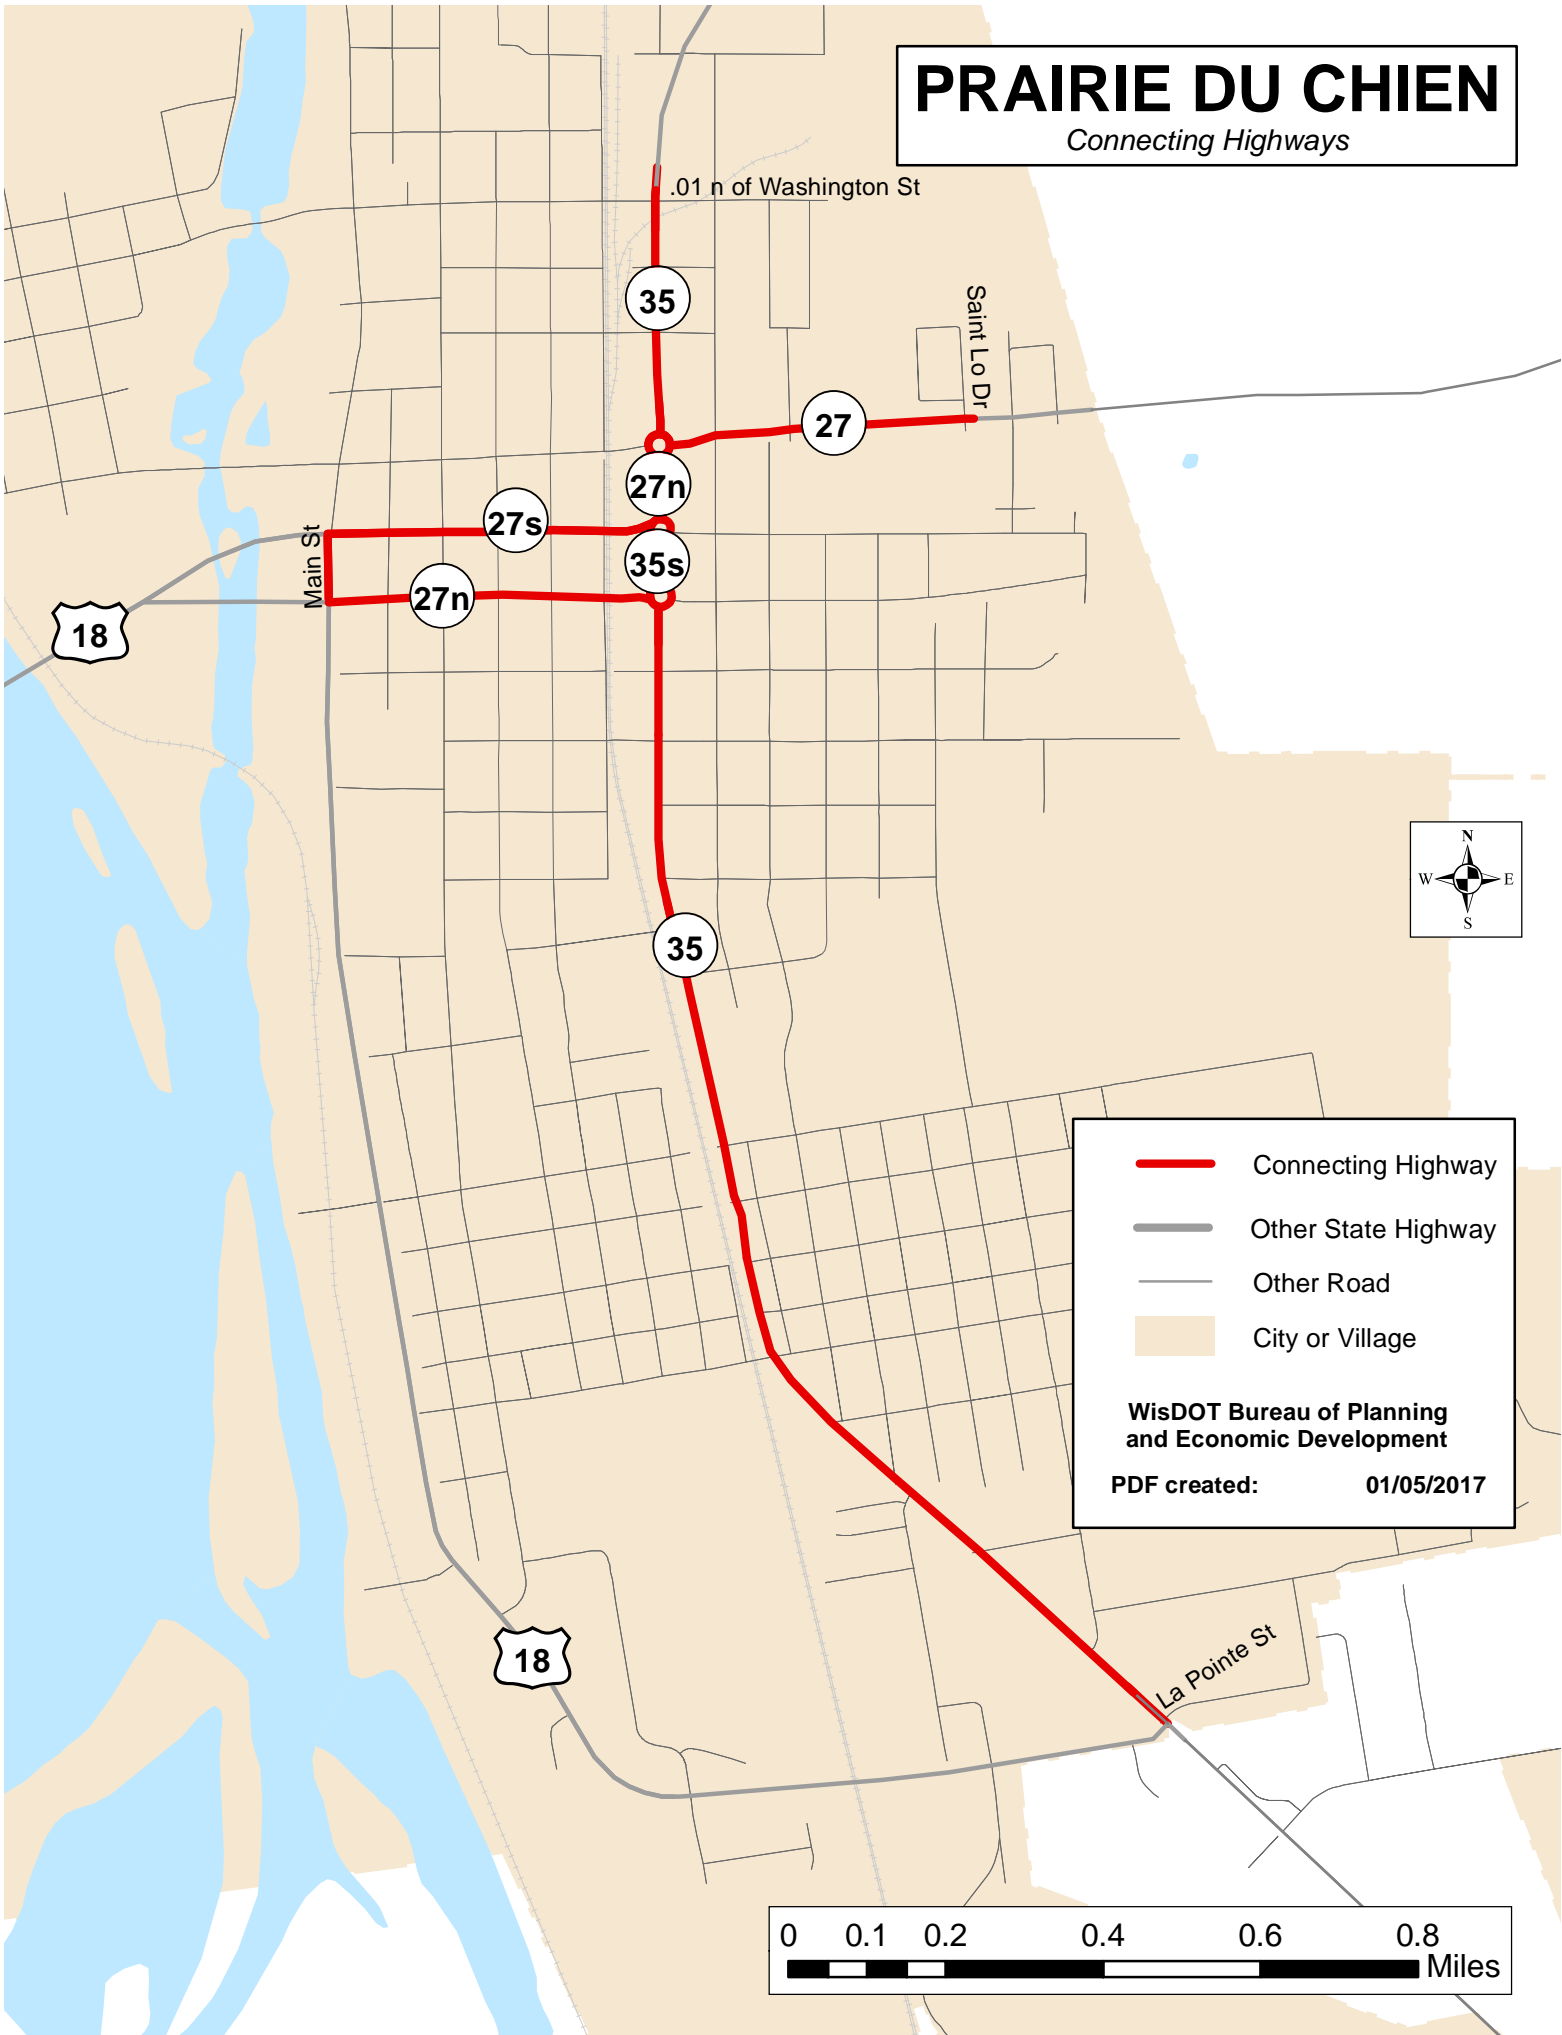 PRAIRIE DU CHIEN
Connecting Highways
.01 n of Washington St
35
Saint Lo Dr
27
27n
27s
35s
Main St
27n
18
N
W E
S
35
Connecting Highway
Other State Highway
Other Road
City or Village
WisDOT Bureau of Planning
and Economic Development
PDF created: 01/05/2017
La Pointe St
18
0 0.1 0.2 0.4 0.6 0.8
Miles